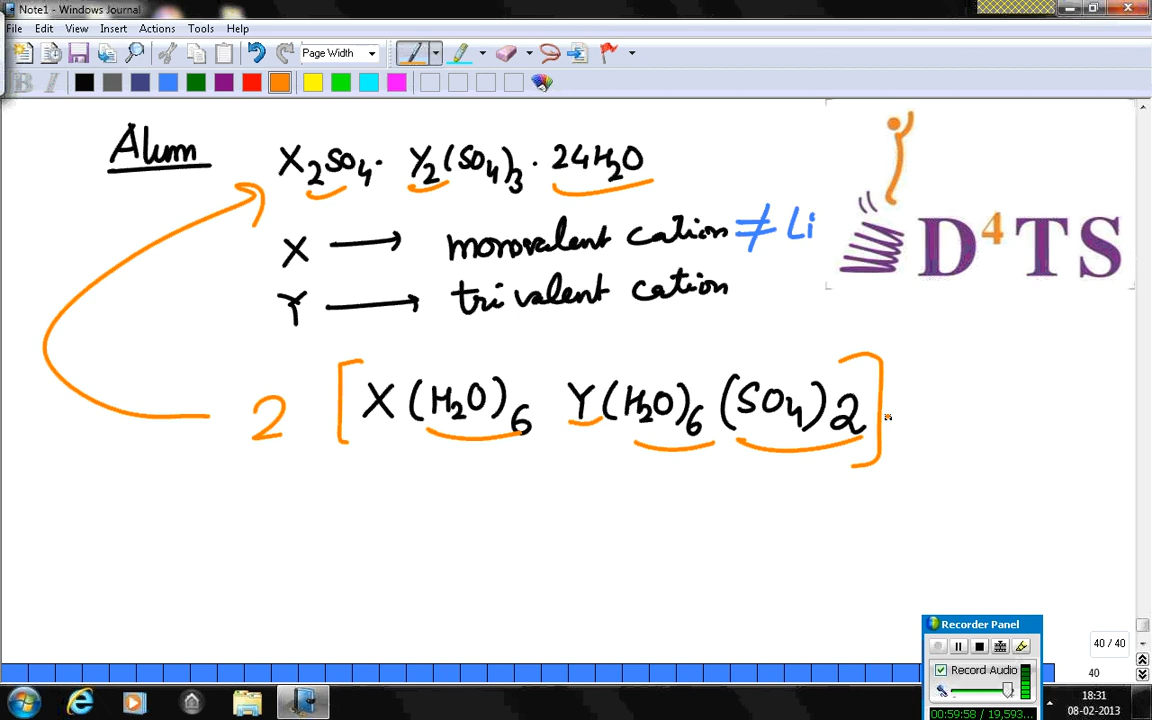 Note1 - Windows Journal
File Edit View Insert Actions Tools Help
Page Width
B I
Alum
X2SO4. Y2(SO4)3 . 24H2O
X → monovalent cation ≠ Li
Y → trivalent cation
D4TS
2 [X(H2O)6 Y(H2O)6 (SO4)2]
Recorder Panel
Record Audio
00:59:58 / 19,593...
40 / 40
40
18:31
08-02-2013